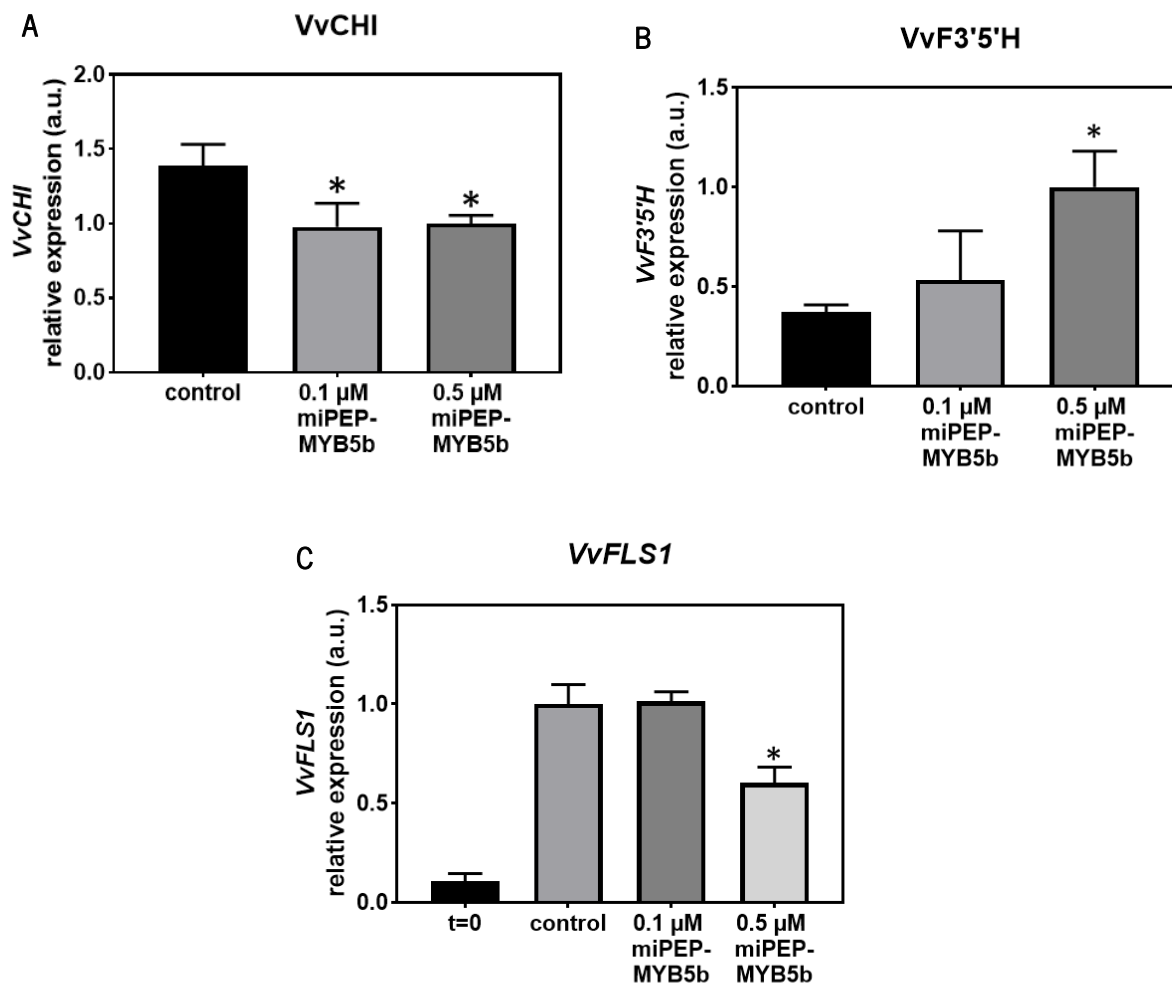 A
VvCHI
VvCHI
relative expression (a.u.)
2.0
1.5
1.0
0.5
0.0
*
*
control
0.1 µM
miPEP-
MYB5b
0.5 µM
miPEP-
MYB5b
B
VvF3'5'H
VvF3'5'H
relative expression (a.u.)
1.5
1.0
0.5
0.0
*
control
0.1 µM
miPEP-
MYB5b
0.5 µM
miPEP-
MYB5b
C
VvFLS1
VvFLS1
relative expression (a.u.)
1.5
1.0
0.5
0.0
*
t=0
control
0.1 µM
miPEP-
MYB5b
0.5 µM
miPEP-
MYB5b